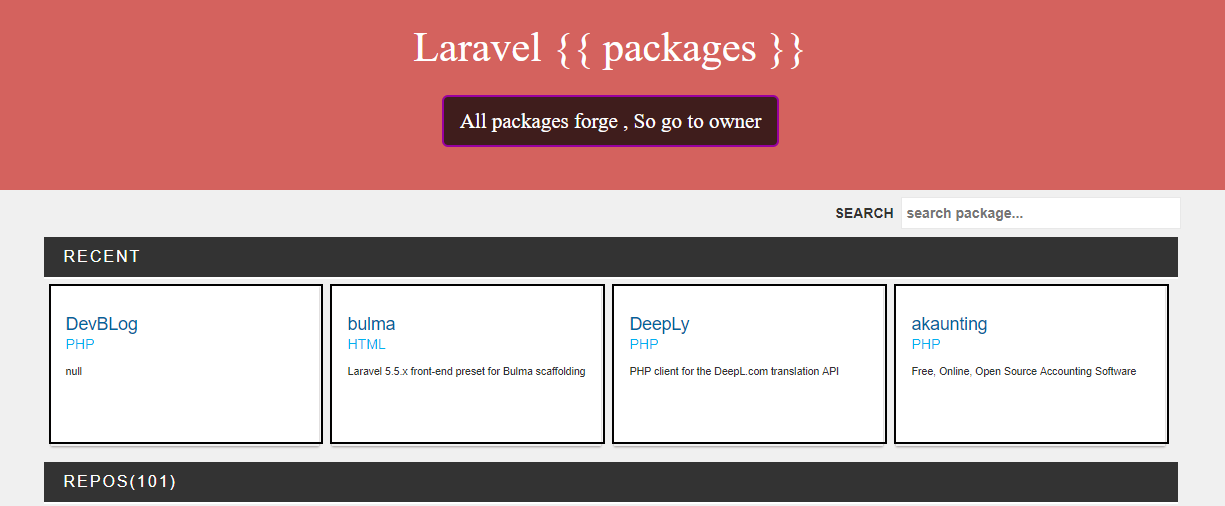 Laravel {{ packages }}
All packages forge , So go to owner
SEARCH search package...
RECENT
DevBLog
PHP
null
bulma
HTML
Laravel 5.5.x front-end preset for Bulma scaffolding
DeepLy
PHP
PHP client for the DeepL.com translation API
akaunting
PHP
Free, Online, Open Source Accounting Software
REPOS(101)